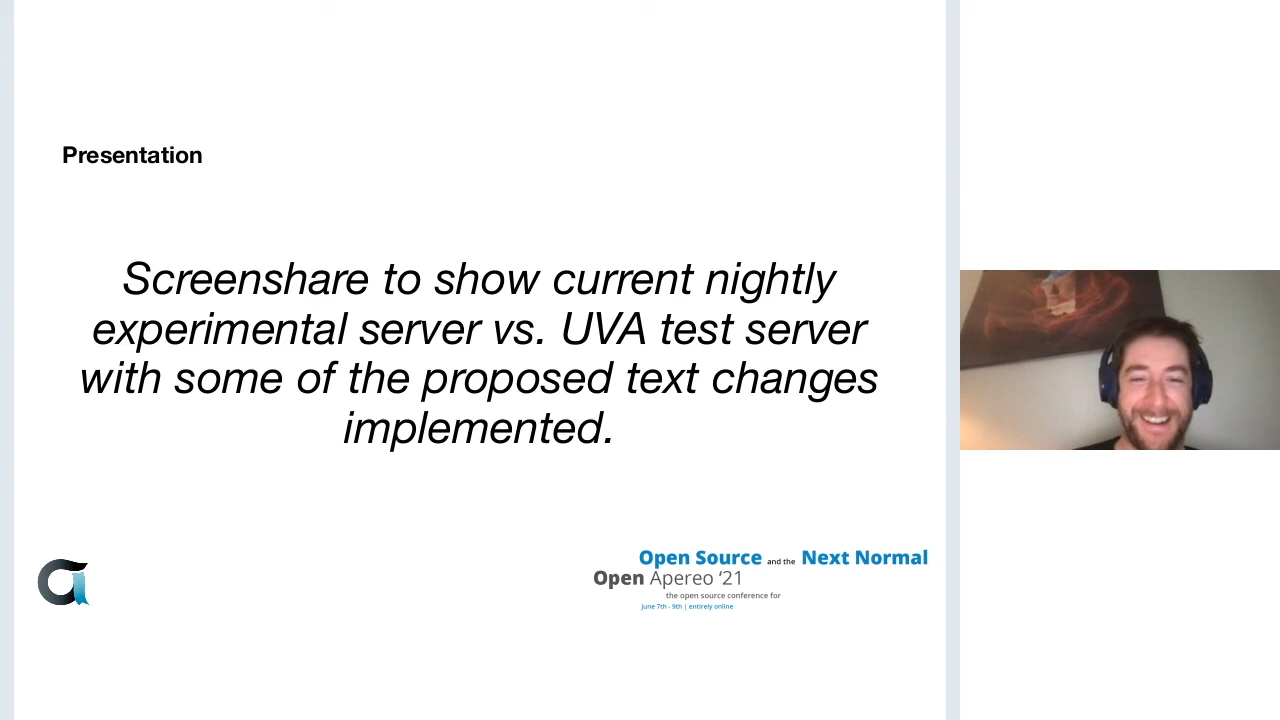 Presentation
Screenshare to show current nightly
experimental server vs. UVA test server
with some of the proposed text changes
implemented.
Open Source and the Next Normal
Open Apereo ‘21
the open source conference for
June 7th - 9th | entirely online